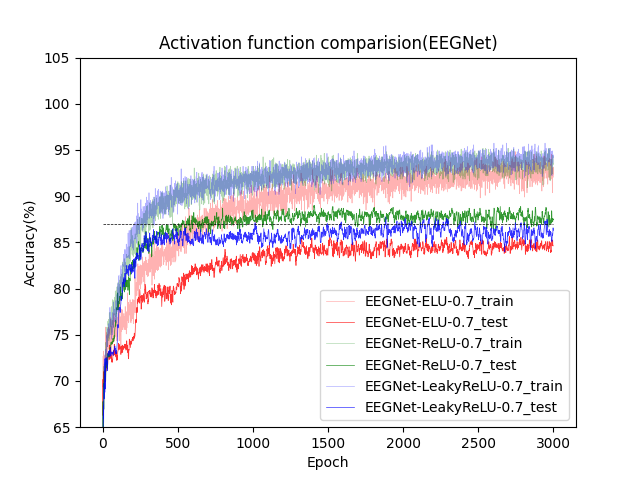 Activation function comparision(EEGNet)
105
100
95
90
85
80
75
70
65
Accuracy(%)
0
500
1000
1500
2000
2500
3000
Epoch
EEGNet-ELU-0.7_train
EEGNet-ELU-0.7_test
EEGNet-ReLU-0.7_train
EEGNet-ReLU-0.7_test
EEGNet-LeakyReLU-0.7_train
EEGNet-LeakyReLU-0.7_test